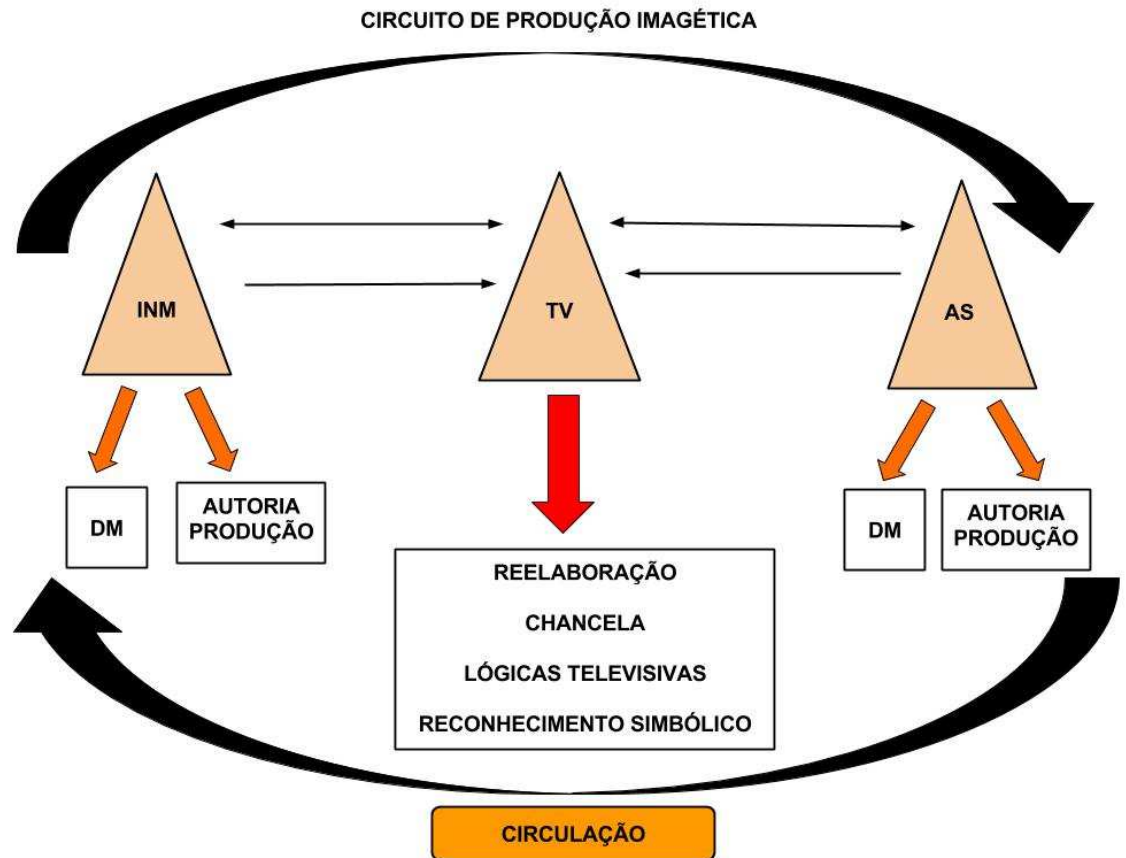 CIRCUITO DE PRODUÇÃO IMAGÉTICA
INM
TV
AS
DM
AUTORIA
PRODUÇÃO
DM
AUTORIA
PRODUÇÃO
REELABORAÇÃO
CHANCELA
LÓGICAS TELEVISIVAS
RECONHECIMENTO SIMBÓLICO
CIRCULAÇÃO